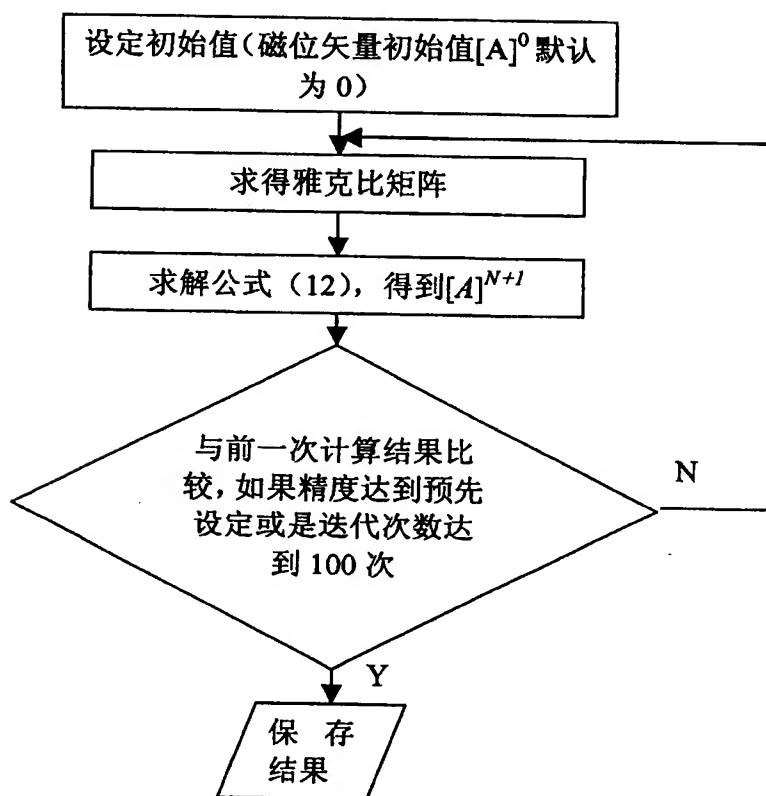 设定初始值(磁位矢量初始值[A]⁰默认
为 0)
求得雅克比矩阵
求解公式(12),得到[A]ᴺ⁺¹
与前一次计算结果比
较,如果精度达到预先
设定或是迭代次数达
到 100 次
N
Y
保 存
结果